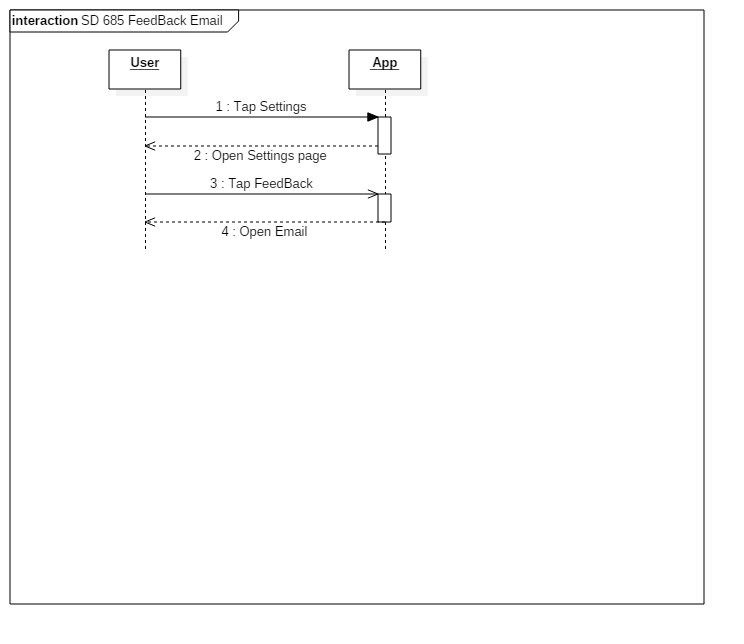 interaction SD 685 FeedBack Email
User
App
1 : Tap Settings
2 : Open Settings page
3 : Tap FeedBack
4 : Open Email